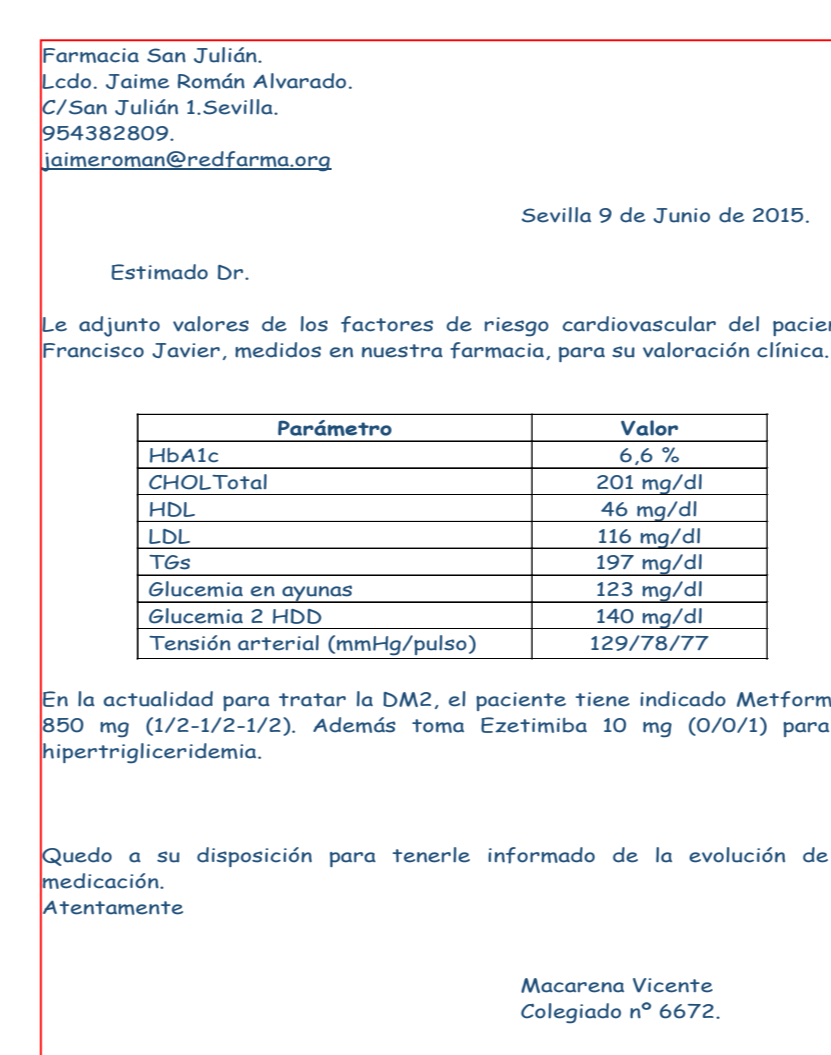 Farmacia San Julián.
Lcdo. Jaime Román Alvarado.
C/San Julián 1.Sevilla.
954382809.
jaimeroman@redfarma.org
Sevilla 9 de Junio de 2015.
Estimado Dr.
Le adjunto valores de los factores de riesgo cardiovascular del pacien
Francisco Javier, medidos en nuestra farmacia, para su valoración clínica.
Parámetro Valor
HbA1c 6,6 %
CHOLTotal 201 mg/dl
HDL 46 mg/dl
LDL 116 mg/dl
TGs 197 mg/dl
Glucemia en ayunas 123 mg/dl
Glucemia 2 HDD 140 mg/dl
Tensión arterial (mmHg/pulso) 129/78/77
En la actualidad para tratar la DM2, el paciente tiene indicado Metform
850 mg (1/2-1/2-1/2). Además toma Ezetimiba 10 mg (0/0/1) para
hipertrigliceridemia.
Quedo a su disposición para tenerle informado de la evolución de
medicación.
Atentamente
Macarena Vicente
Colegiado nº 6672.